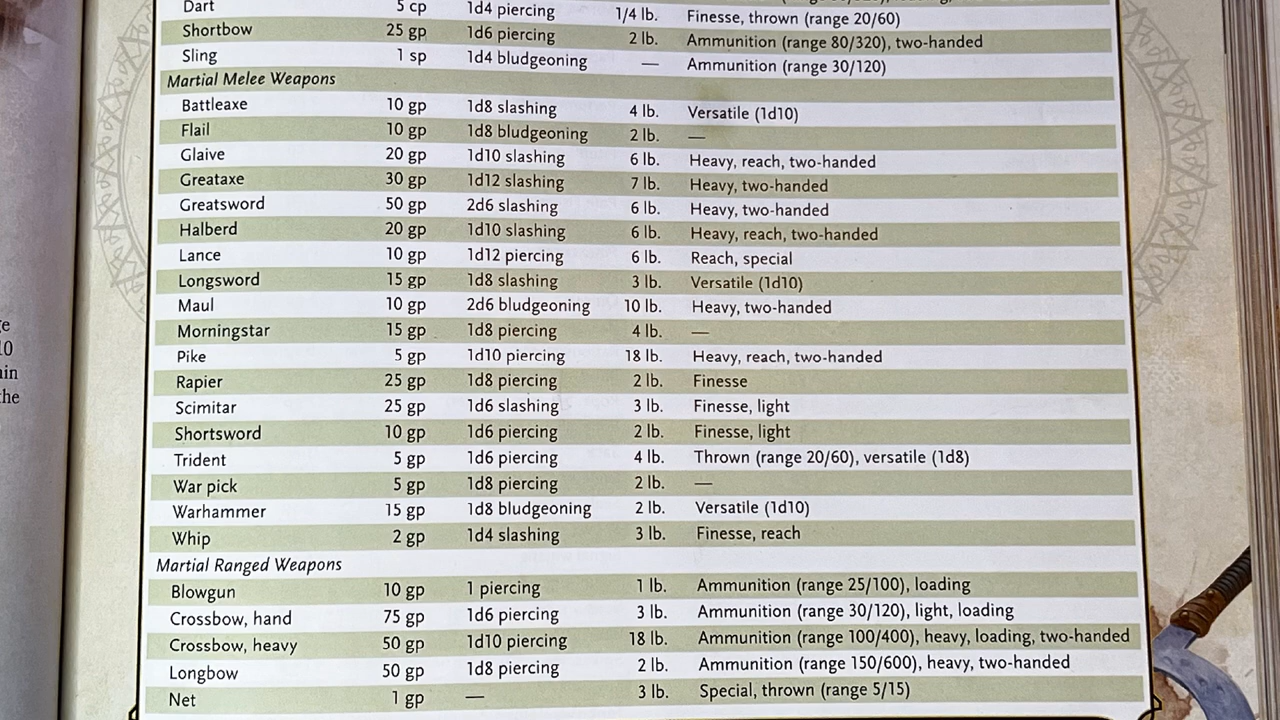 Dart 5 cp 1d4 piercing 1/4 lb. Finesse, thrown (range 20/60)
Shortbow 25 gp 1d6 piercing 2 lb. Ammunition (range 80/320), two-handed
Sling 1 sp 1d4 bludgeoning — Ammunition (range 30/120)
Martial Melee Weapons
Battleaxe 10 gp 1d8 slashing 4 lb. Versatile (1d10)
Flail 10 gp 1d8 bludgeoning 2 lb. —
Glaive 20 gp 1d10 slashing 6 lb. Heavy, reach, two-handed
Greataxe 30 gp 1d12 slashing 7 lb. Heavy, two-handed
Greatsword 50 gp 2d6 slashing 6 lb. Heavy, two-handed
Halberd 20 gp 1d10 slashing 6 lb. Heavy, reach, two-handed
Lance 10 gp 1d12 piercing 6 lb. Reach, special
Longsword 15 gp 1d8 slashing 3 lb. Versatile (1d10)
Maul 10 gp 2d6 bludgeoning 10 lb. Heavy, two-handed
Morningstar 15 gp 1d8 piercing 4 lb. —
Pike 5 gp 1d10 piercing 18 lb. Heavy, reach, two-handed
Rapier 25 gp 1d8 piercing 2 lb. Finesse
Scimitar 25 gp 1d6 slashing 3 lb. Finesse, light
Shortsword 10 gp 1d6 piercing 2 lb. Finesse, light
Trident 5 gp 1d6 piercing 4 lb. Thrown (range 20/60), versatile (1d8)
War pick 5 gp 1d8 piercing 2 lb. —
Warhammer 15 gp 1d8 bludgeoning 2 lb. Versatile (1d10)
Whip 2 gp 1d4 slashing 3 lb. Finesse, reach
Martial Ranged Weapons
Blowgun 10 gp 1 piercing 1 lb. Ammunition (range 25/100), loading
Crossbow, hand 75 gp 1d6 piercing 3 lb. Ammunition (range 30/120), light, loading
Crossbow, heavy 50 gp 1d10 piercing 18 lb. Ammunition (range 100/400), heavy, loading, two-handed
Longbow 50 gp 1d8 piercing 2 lb. Ammunition (range 150/600), heavy, two-handed
Net 1 gp — 3 lb. Special, thrown (range 5/15)